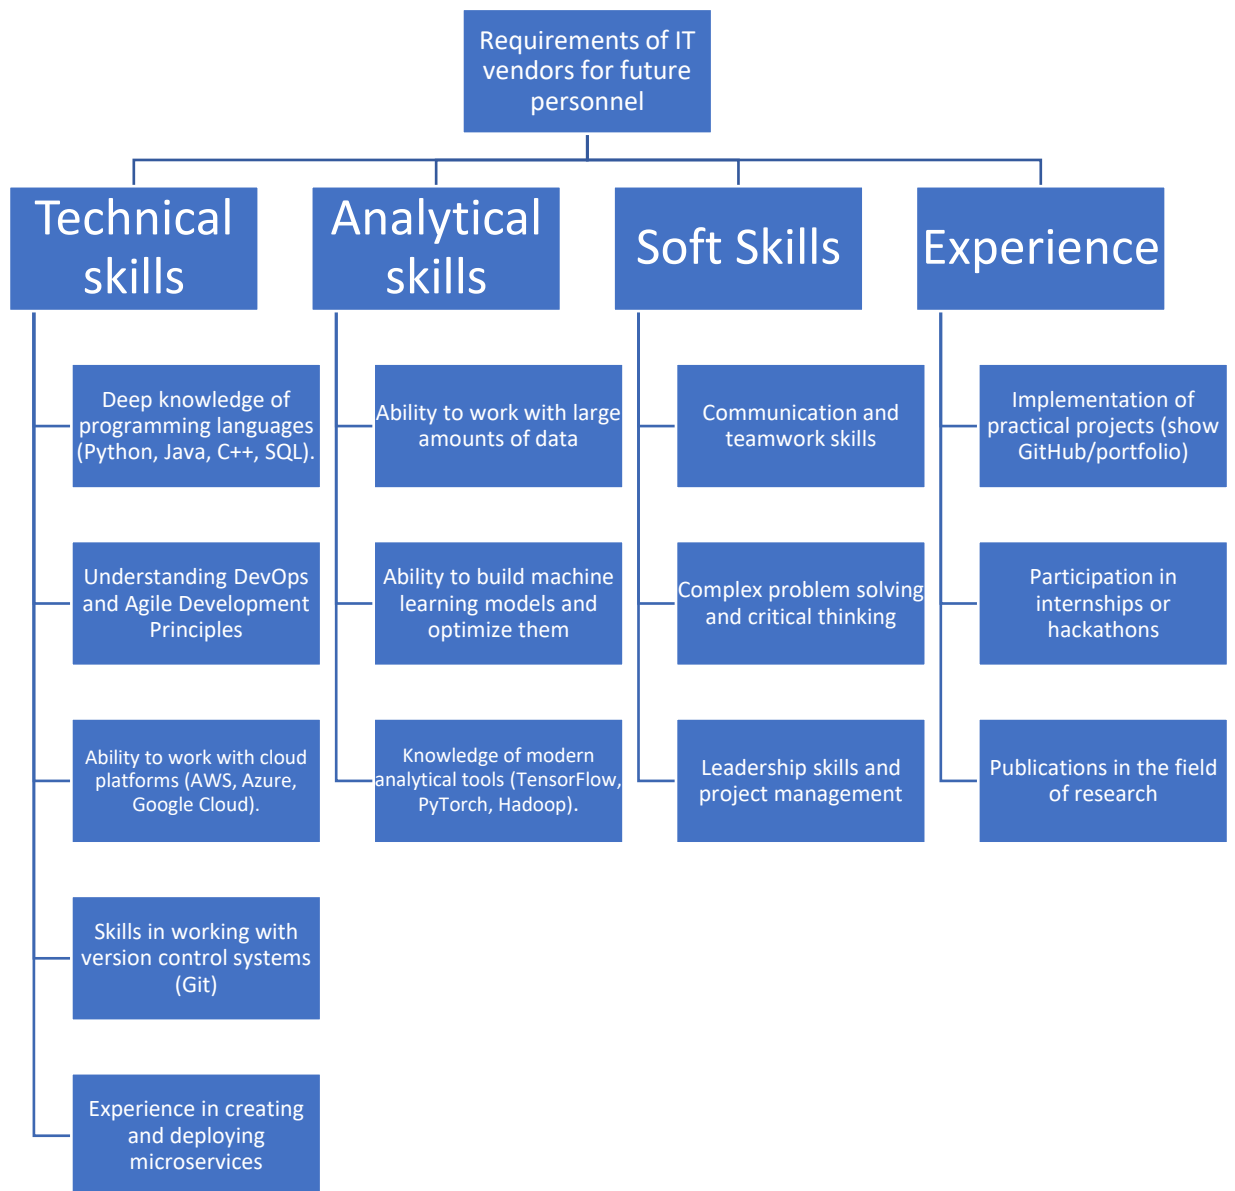 Requirements of IT
vendors for future
personnel
Technical
skills
Analytical
skills
Soft Skills
Experience
Deep knowledge of
programming languages
(Python, Java, C++, SQL).
Understanding DevOps
and Agile Development
Principles
Ability to work with cloud
platforms (AWS, Azure,
Google Cloud).
Skills in working with
version control systems
(Git)
Experience in creating
and deploying
microservices
Ability to work with large
amounts of data
Ability to build machine
learning models and
optimize them
Knowledge of modern
analytical tools (TensorFlow,
PyTorch, Hadoop).
Communication and
teamwork skills
Complex problem solving
and critical thinking
Leadership skills and
project management
Implementation of
practical projects (show
GitHub/portfolio)
Participation in
internships or
hackathons
Publications in the field
of research